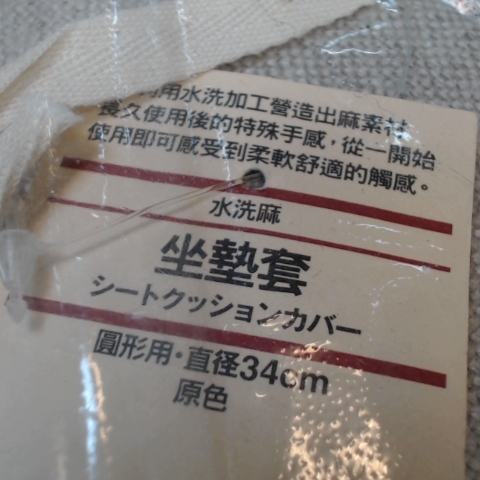 用水洗加工營造出麻素材
長久使用後的特殊手感，從一開始
使用即可感受到柔軟舒適的觸感。
水洗麻
坐墊套
シートクッションカバー
圓形用・直径34cm
原色